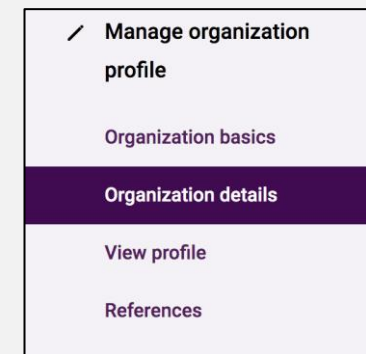 Manage organization
profile
Organization basics
Organization details
View profile
References